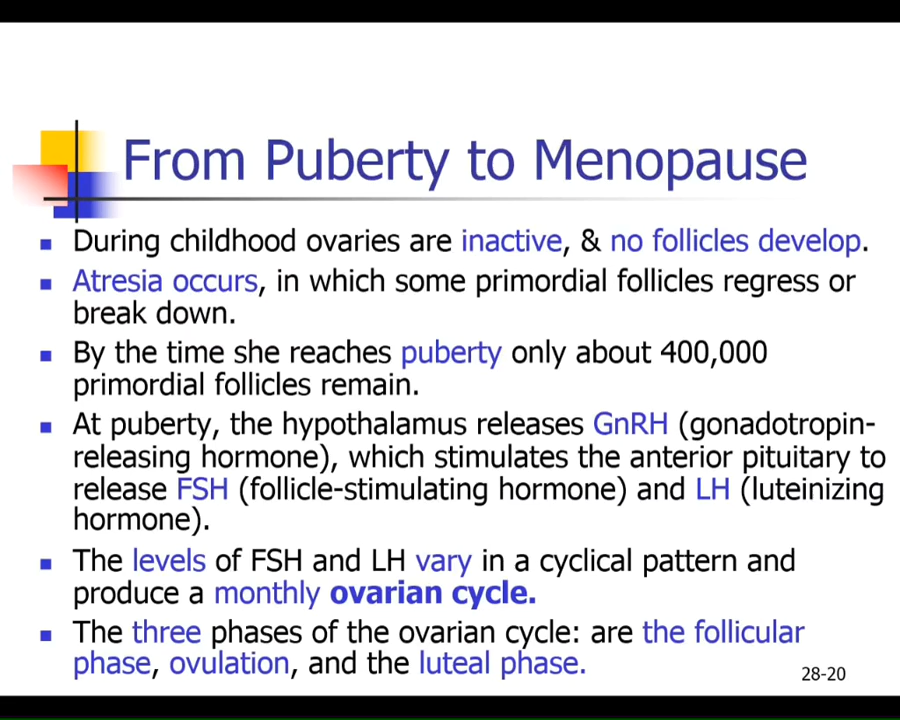 From Puberty to Menopause
During childhood ovaries are inactive, & no follicles develop.
Atresia occurs, in which some primordial follicles regress or
break down.
By the time she reaches puberty only about 400,000
primordial follicles remain.
At puberty, the hypothalamus releases GnRH (gonadotropin-
releasing hormone), which stimulates the anterior pituitary to
release FSH (follicle-stimulating hormone) and LH (luteinizing
hormone).
The levels of FSH and LH vary in a cyclical pattern and
produce a monthly ovarian cycle.
The three phases of the ovarian cycle: are the follicular
phase, ovulation, and the luteal phase.
28-20